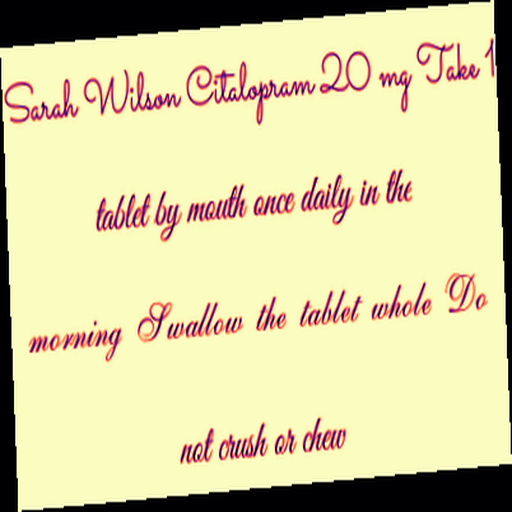 Sarah Wilson Citalopram 20 mg Take 1
tablet by mouth once daily in the
morning Swallow the tablet whole Do
not crush or chew